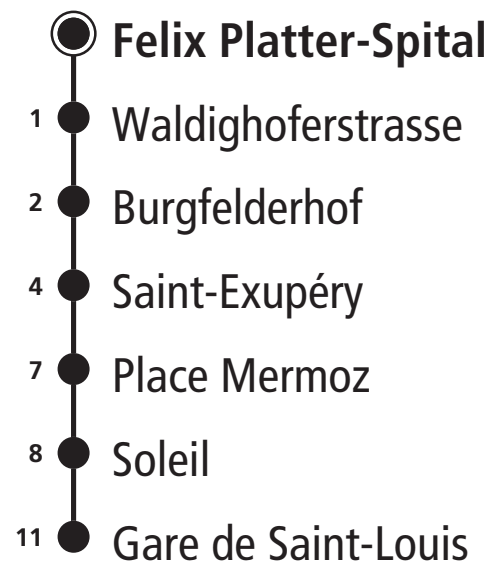 Felix Platter-Spital
1 Waldighoferstrasse
2 Burgfelderhof
4 Saint-Exupéry
7 Place Mermoz
8 Soleil
11 Gare de Saint-Louis